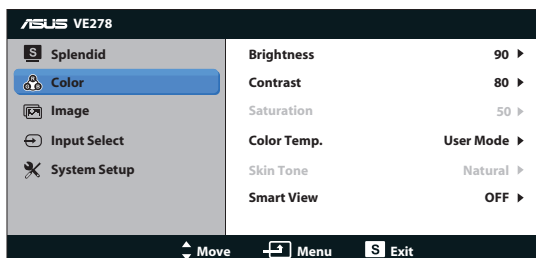 ASUS VE278
S Splendid
Color
Image
Input Select
System Setup
Brightness 90
Contrast 80
Saturation 50
Color Temp. User Mode
Skin Tone Natural
Smart View OFF
Move Menu S Exit